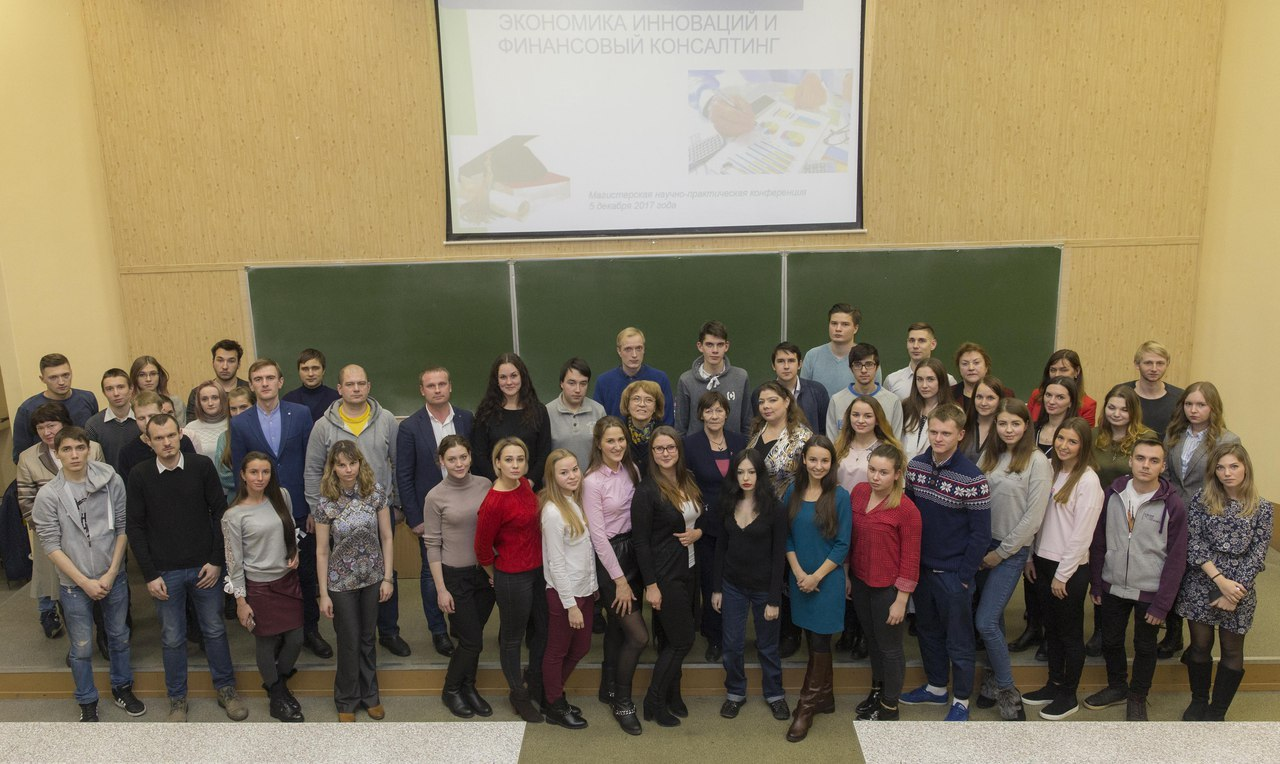 ЭКОНОМИКА ИННОВАЦИЙ И
ФИНАНСОВЫЙ КОНСАЛТИНГ
Магистерская научно-практическая конференция
5 декабря 2017 года